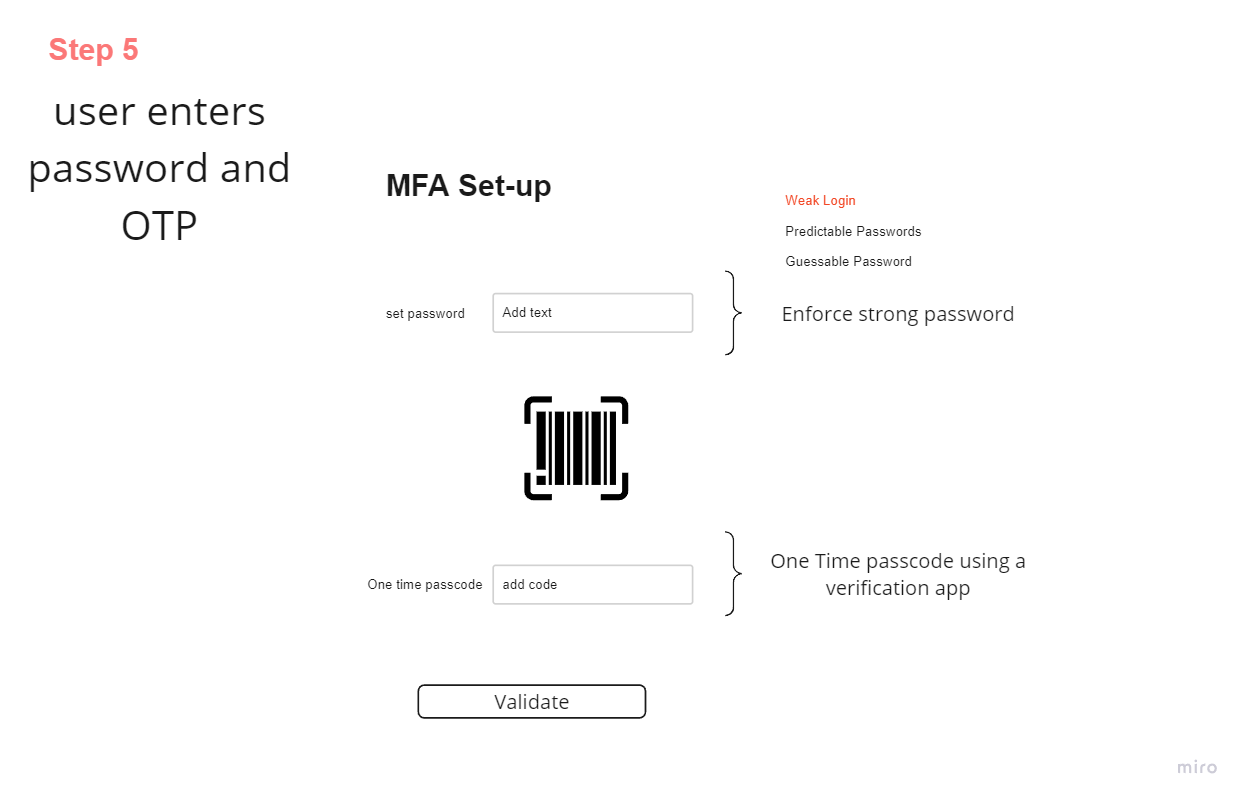 Step 5
user enters
password and
OTP
MFA Set-up
Weak Login
Predictable Passwords
Guessable Password
set password
Add text
Enforce strong password
One time passcode
add code
One Time passcode using a
verification app
Validate
miro